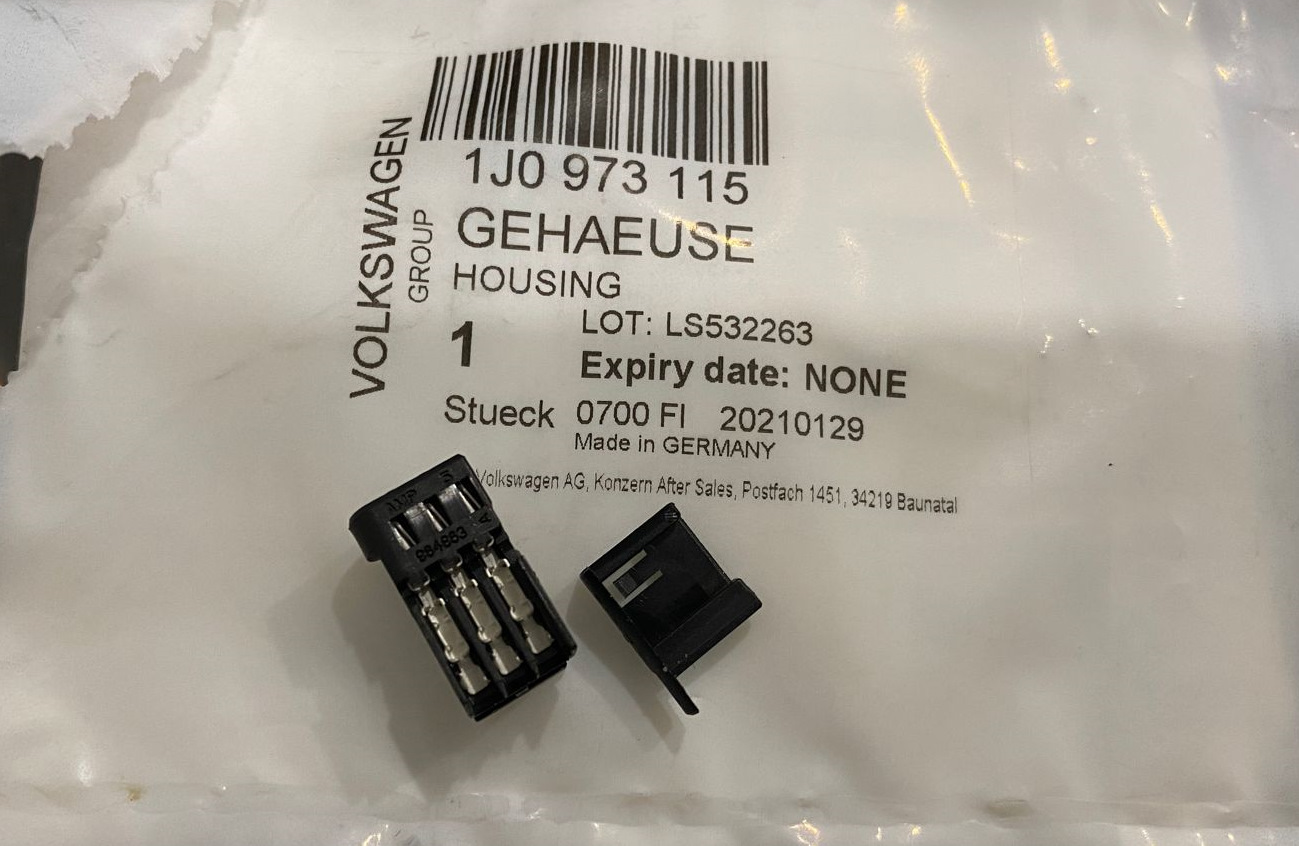 1J0 973 115
VOLKSWAGEN
GROUP
GEHAEUSE
HOUSING
1
LOT: LS532263
Expiry date: NONE
Stueck 0700 FI 20210129
Made in GERMANY
Volkswagen AG, Konzern After Sales, Postfach 1451, 34219 Baunatal
AMP
A